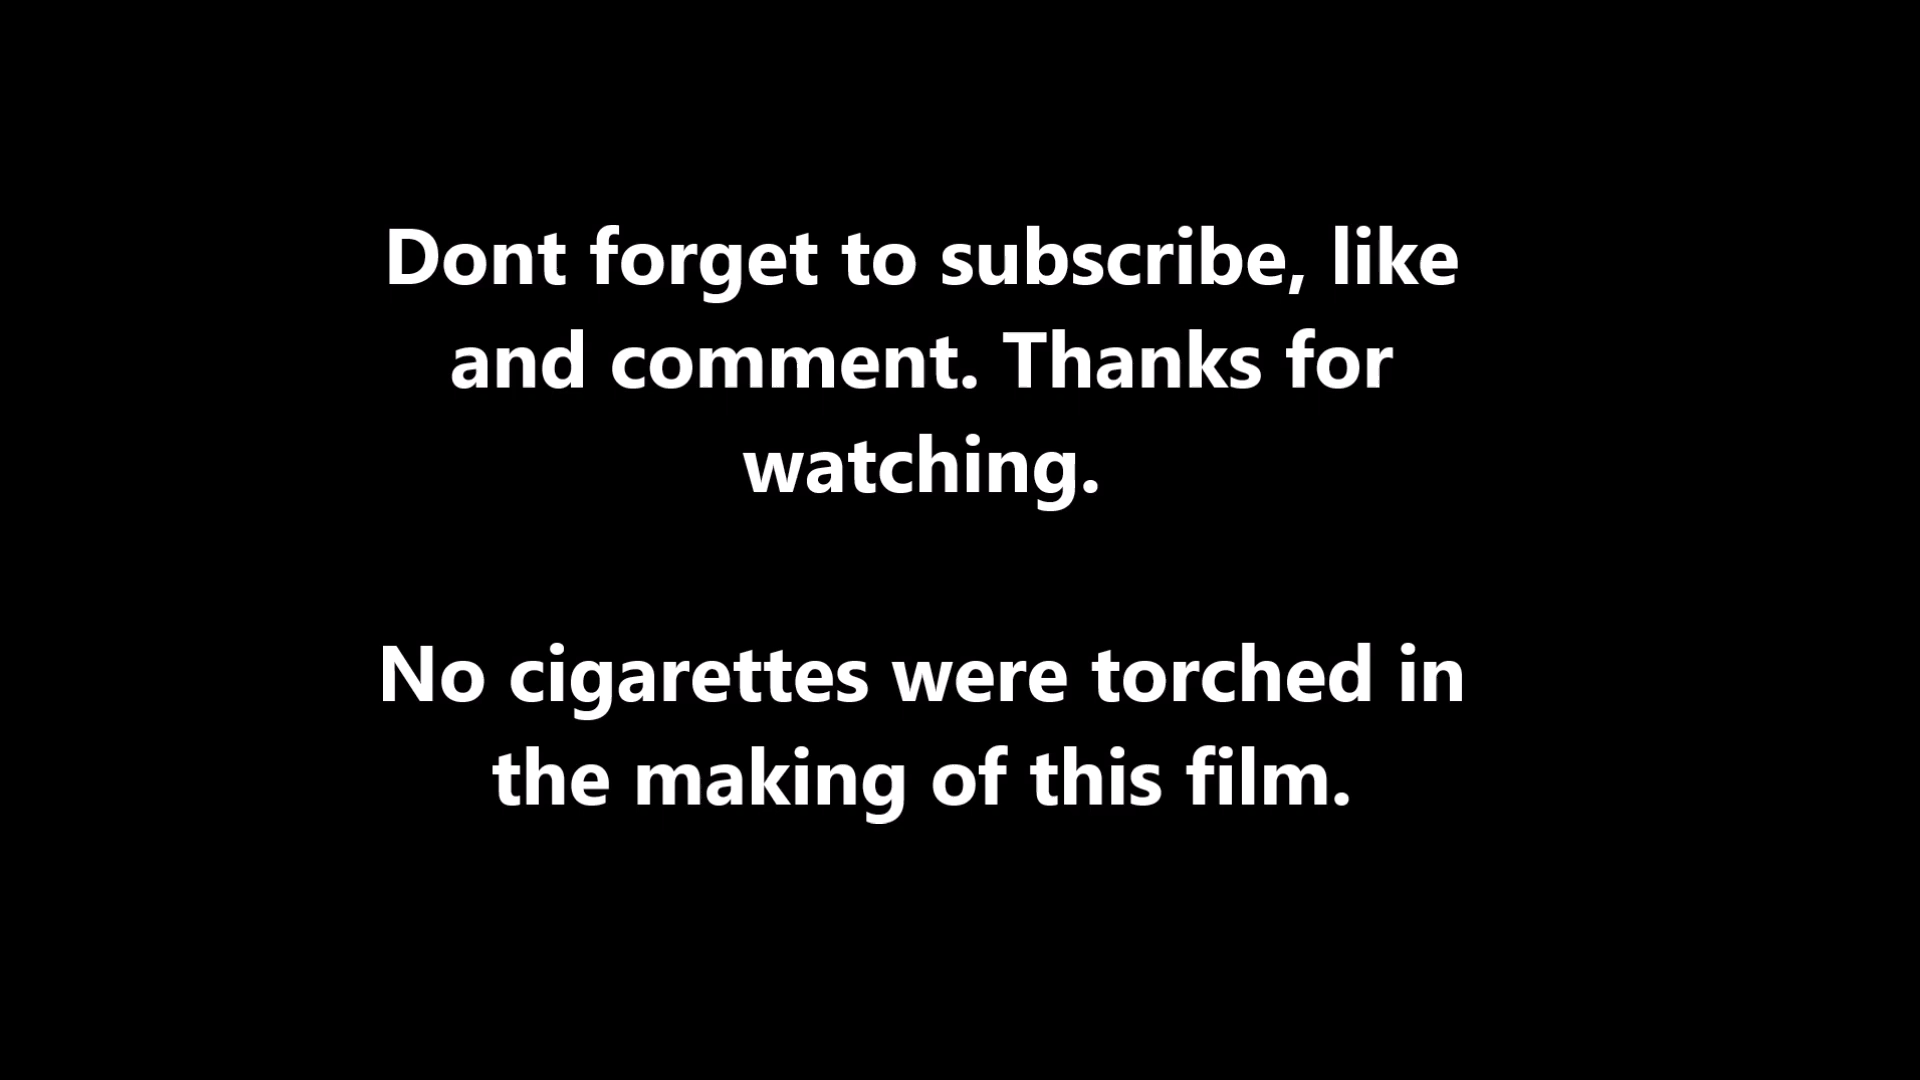 Dont forget to subscribe, like
and comment. Thanks for
watching.
No cigarettes were torched in
the making of this film.